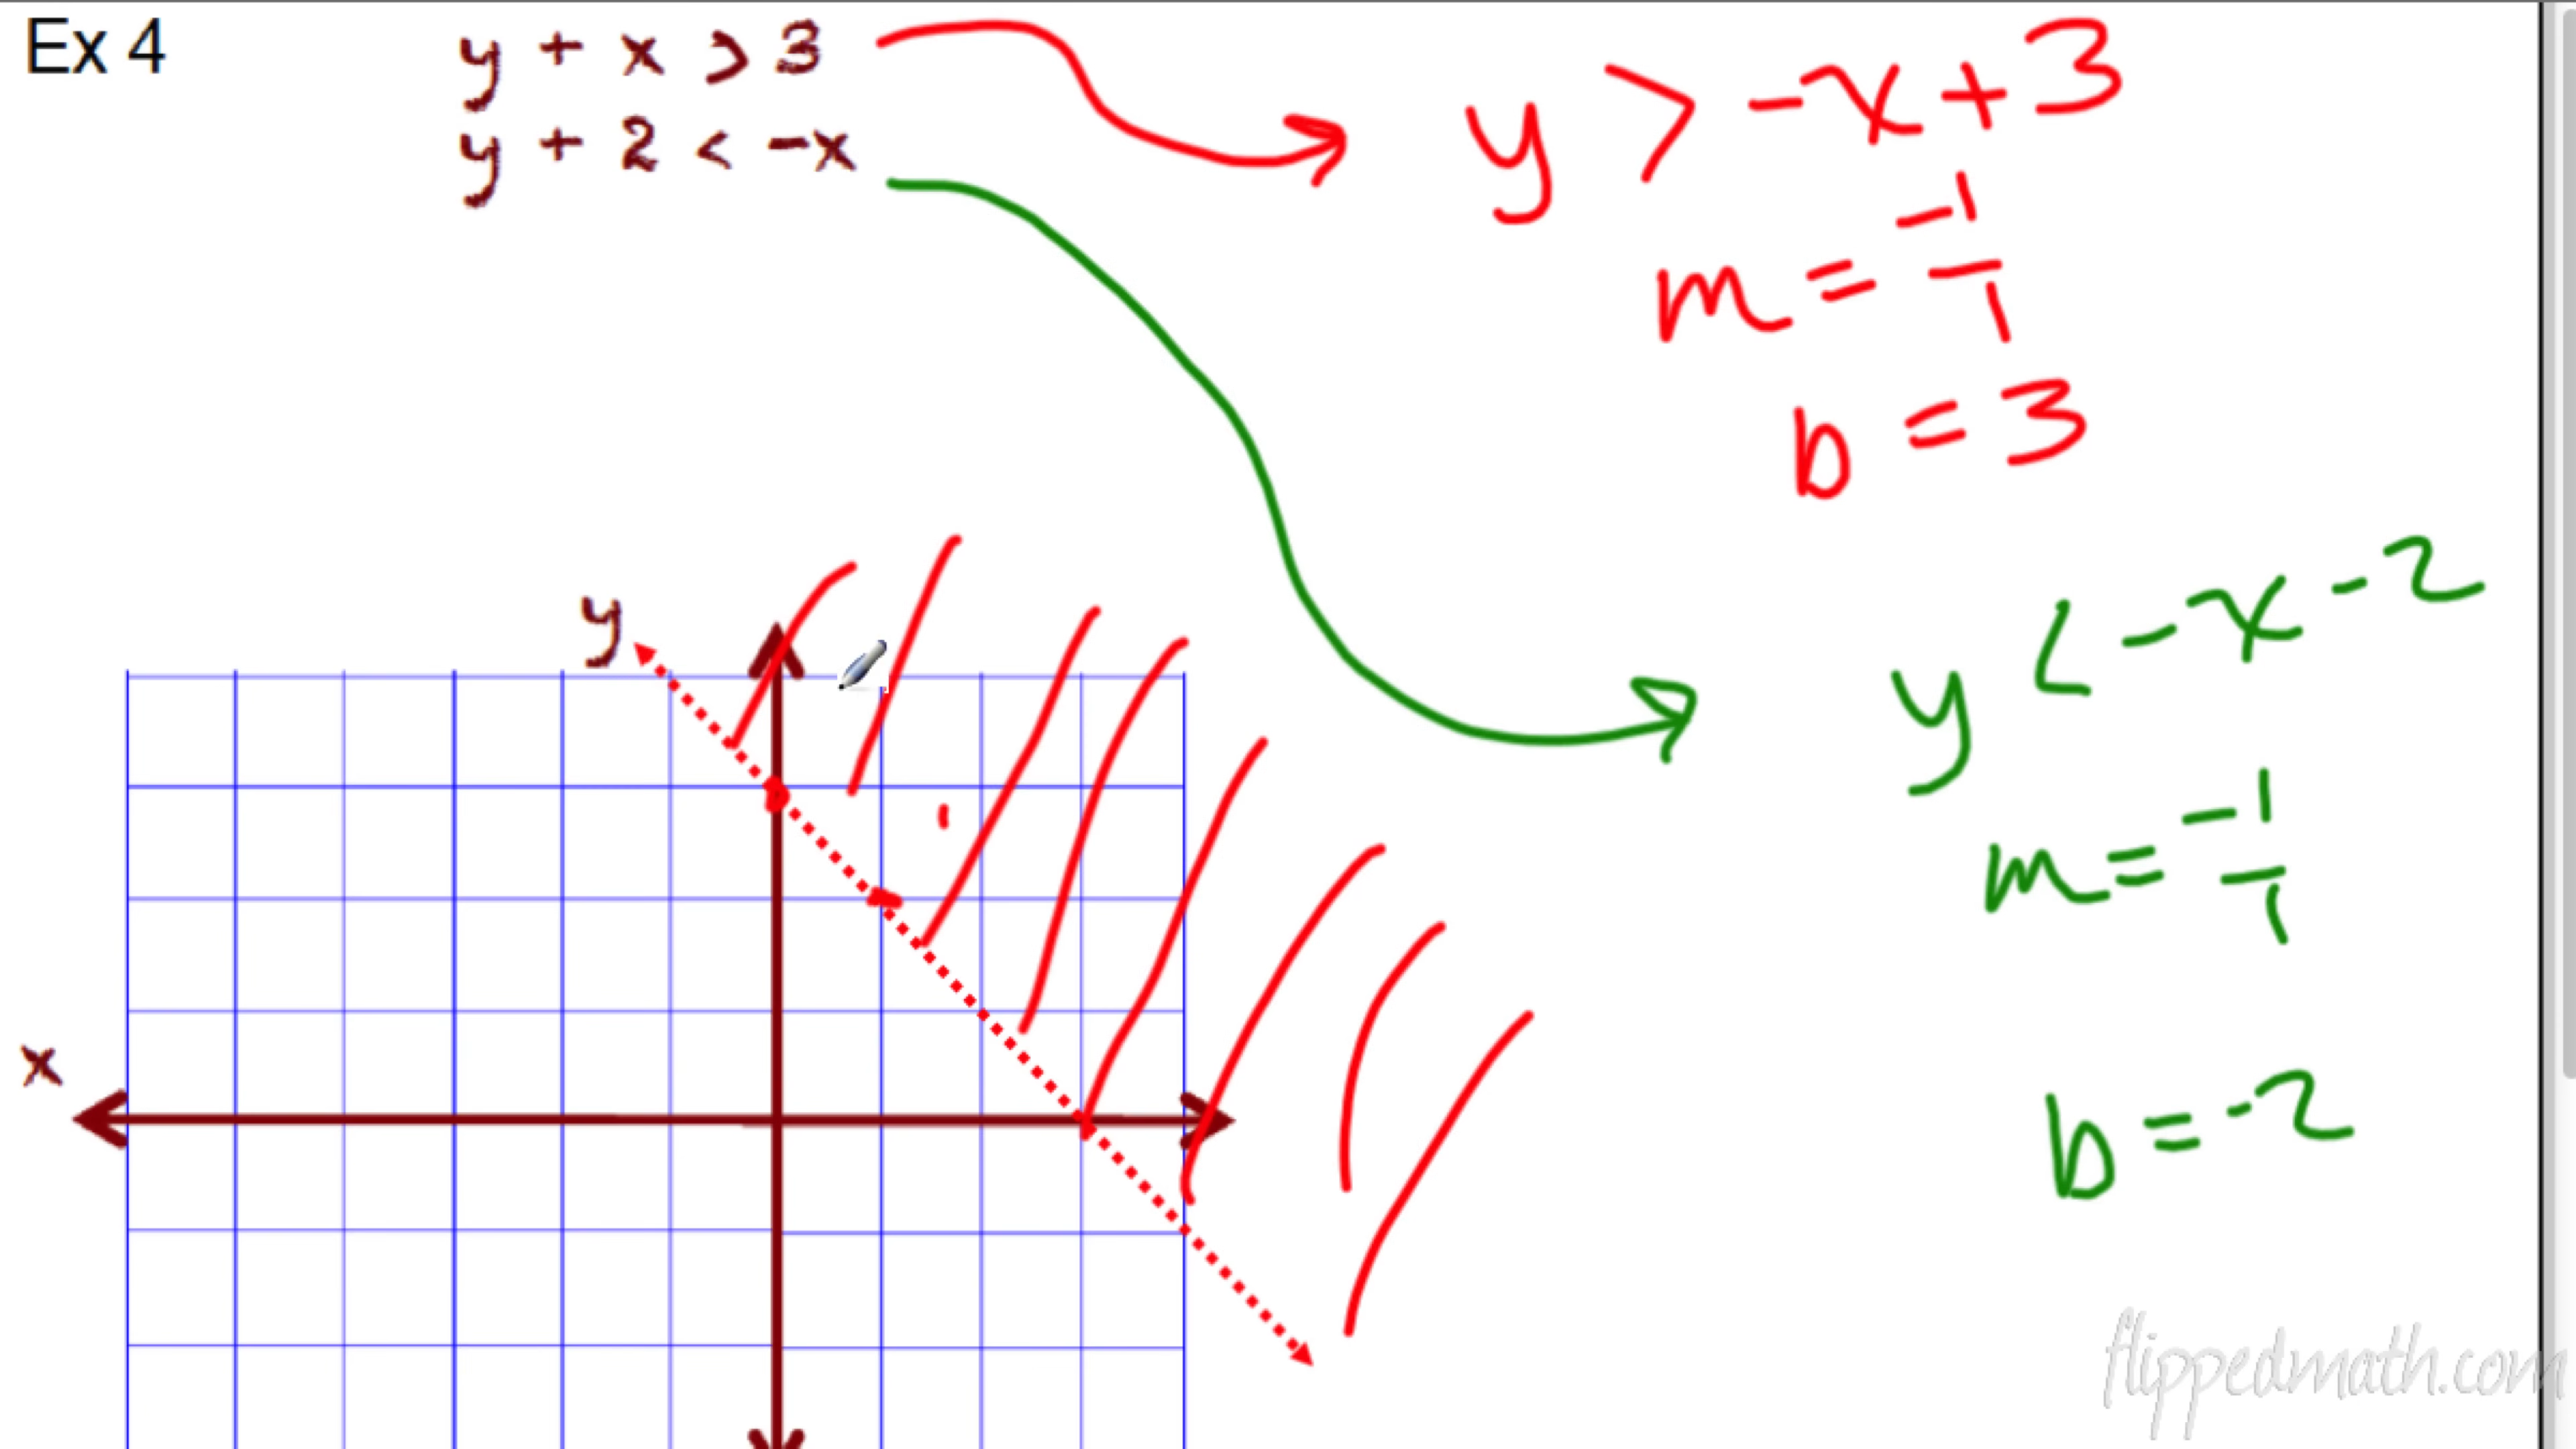 Ex 4
y + x > 3
y + 2 < -x
y > -x + 3
m = -1/1
b = 3
y < -x - 2
m = -1/1
b = -2
y
x
flippedmath.com